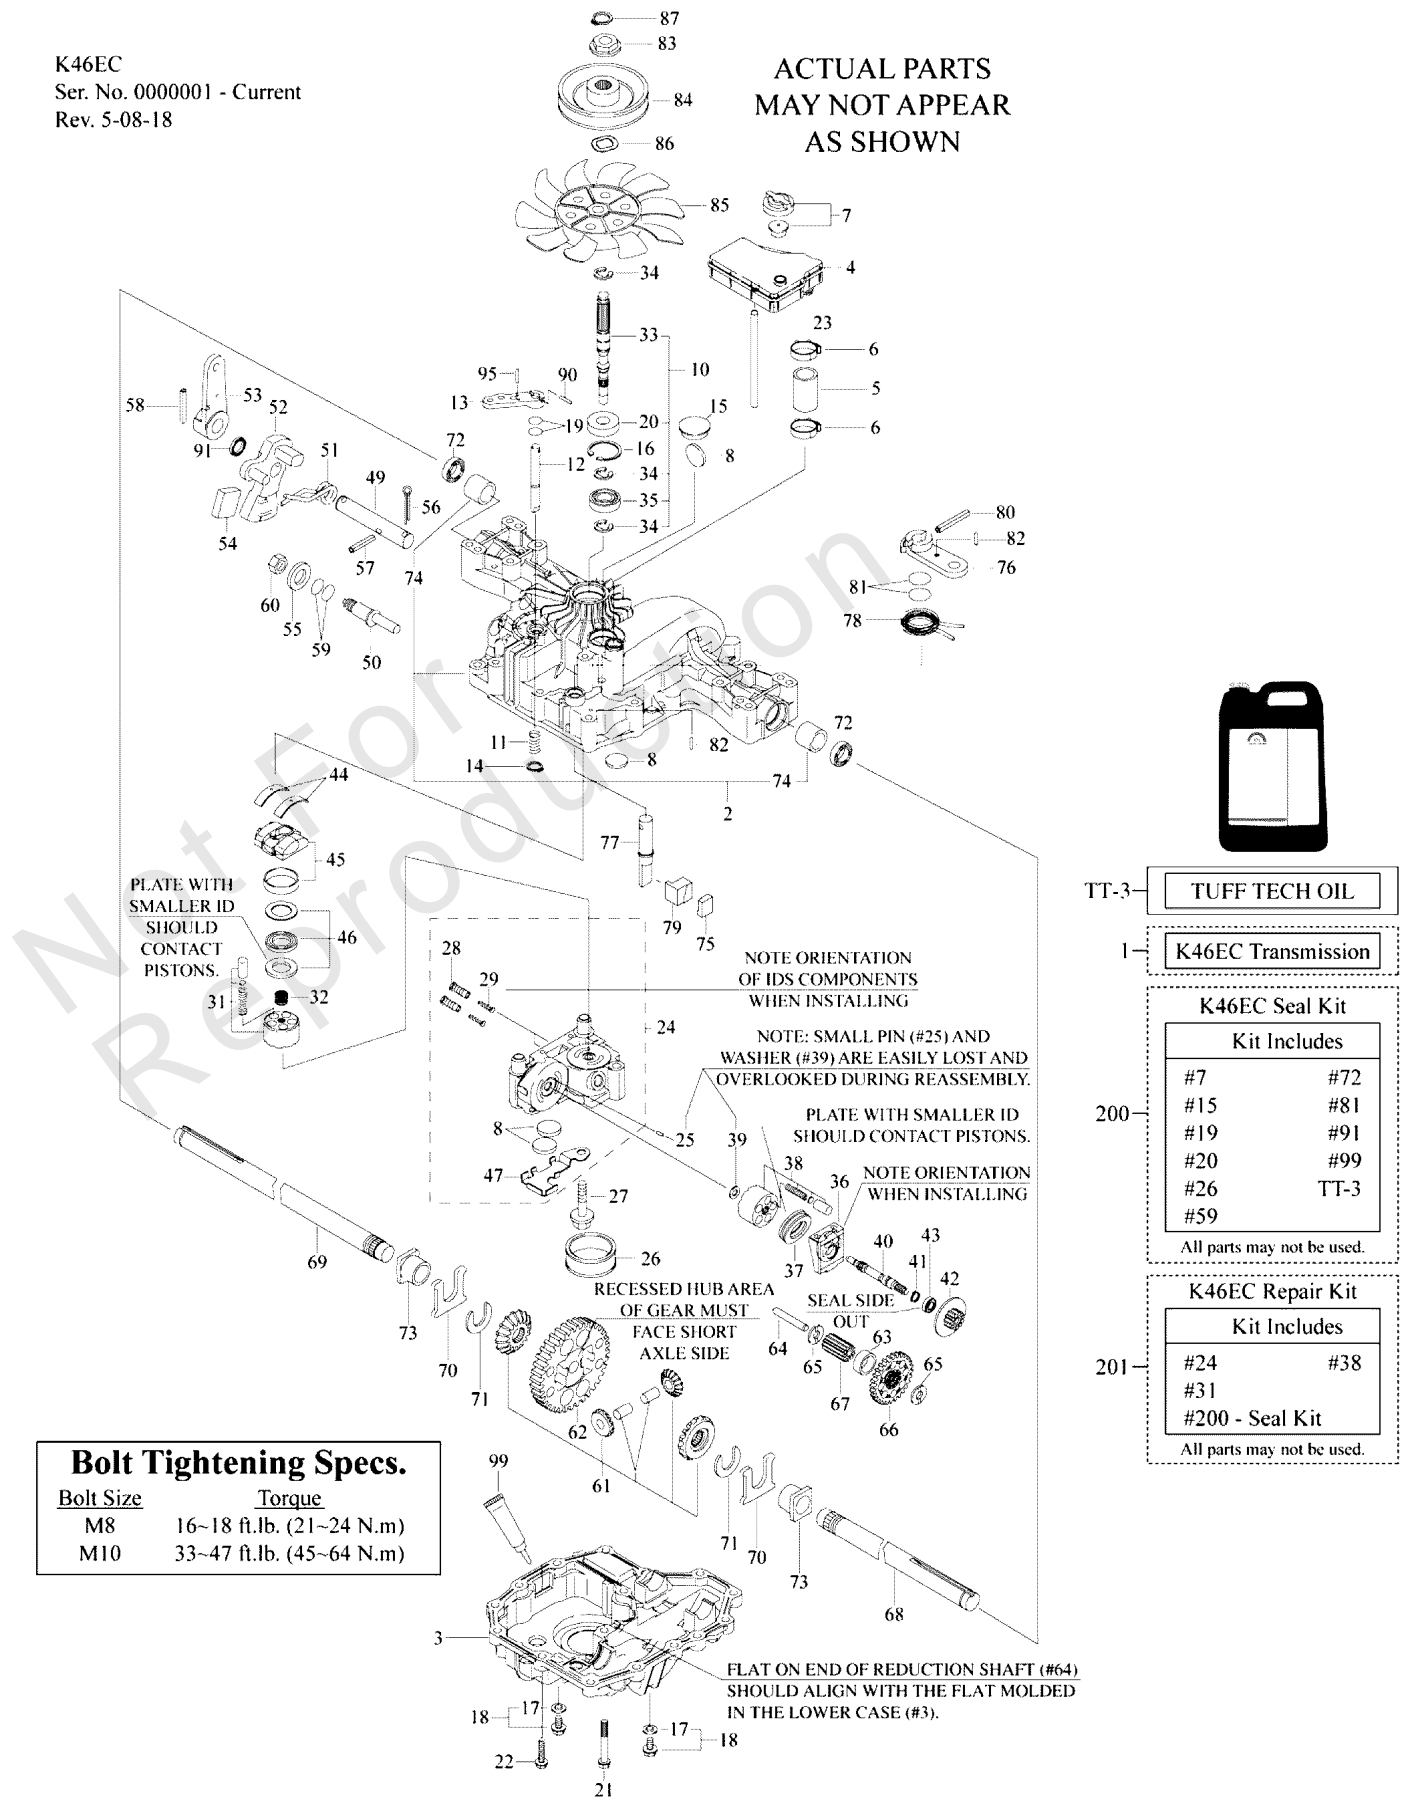 K46EC
Ser. No. 0000001 - Current
Rev. 5-08-18
ACTUAL PARTS
MAY NOT APPEAR
AS SHOWN
87
83
84
86
85
7
4
34
23
33
6
10
5
95
90
13
15
53
58
52
20
6
19
72
16
8
91
51
12
34
49
56
35
80
34
82
54
57
74
76
81
60
55
78
59
50
72
11
82
8
14
74
44
2
77
45
PLATE WITH
SMALLER ID
SHOULD
CONTACT
PISTONS.
46
79
75
28
29
NOTE ORIENTATION
OF IDS COMPONENTS
WHEN INSTALLING
31
32
24
NOTE: SMALL PIN (#25) AND
WASHER (#39) ARE EASILY LOST AND
OVERLOOKED DURING REASSEMBLY.
PLATE WITH SMALLER ID
SHOULD CONTACT PISTONS.
8
25
39
38
36
NOTE ORIENTATION
WHEN INSTALLING
47
27
40
43
26
37
41
42
69
RECESSED HUB AREA
OF GEAR MUST
FACE SHORT
AXLE SIDE
SEAL SIDE
OUT
73
64
65
63
65
70
71
67
66
62
61
TT-3
TUFF TECH OIL
1
K46EC Transmission
200
K46EC Seal Kit
Kit Includes
#7 #72
#15 #81
#19 #91
#20 #99
#26 TT-3
#59
All parts may not be used.
201
K46EC Repair Kit
Kit Includes
#24 #38
#31
#200 - Seal Kit
All parts may not be used.
Bolt Tightening Specs.
Bolt Size Torque
M8 16~18 ft.lb. (21~24 N.m)
M10 33~47 ft.lb. (45~64 N.m)
99
71
70
73
68
3
FLAT ON END OF REDUCTION SHAFT (#64)
SHOULD ALIGN WITH THE FLAT MOLDED
IN THE LOWER CASE (#3).
17
18
17
18
22
21
Not For
Reproduction